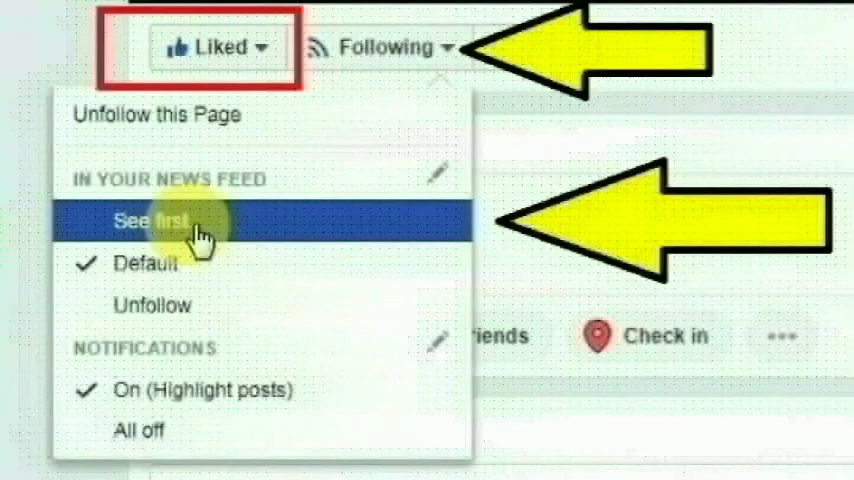 Liked Following
Unfollow this Page
IN YOUR NEWS FEED
See first
Default
Unfollow
NOTIFICATIONS
On (Highlight posts)
All off
riends Check in